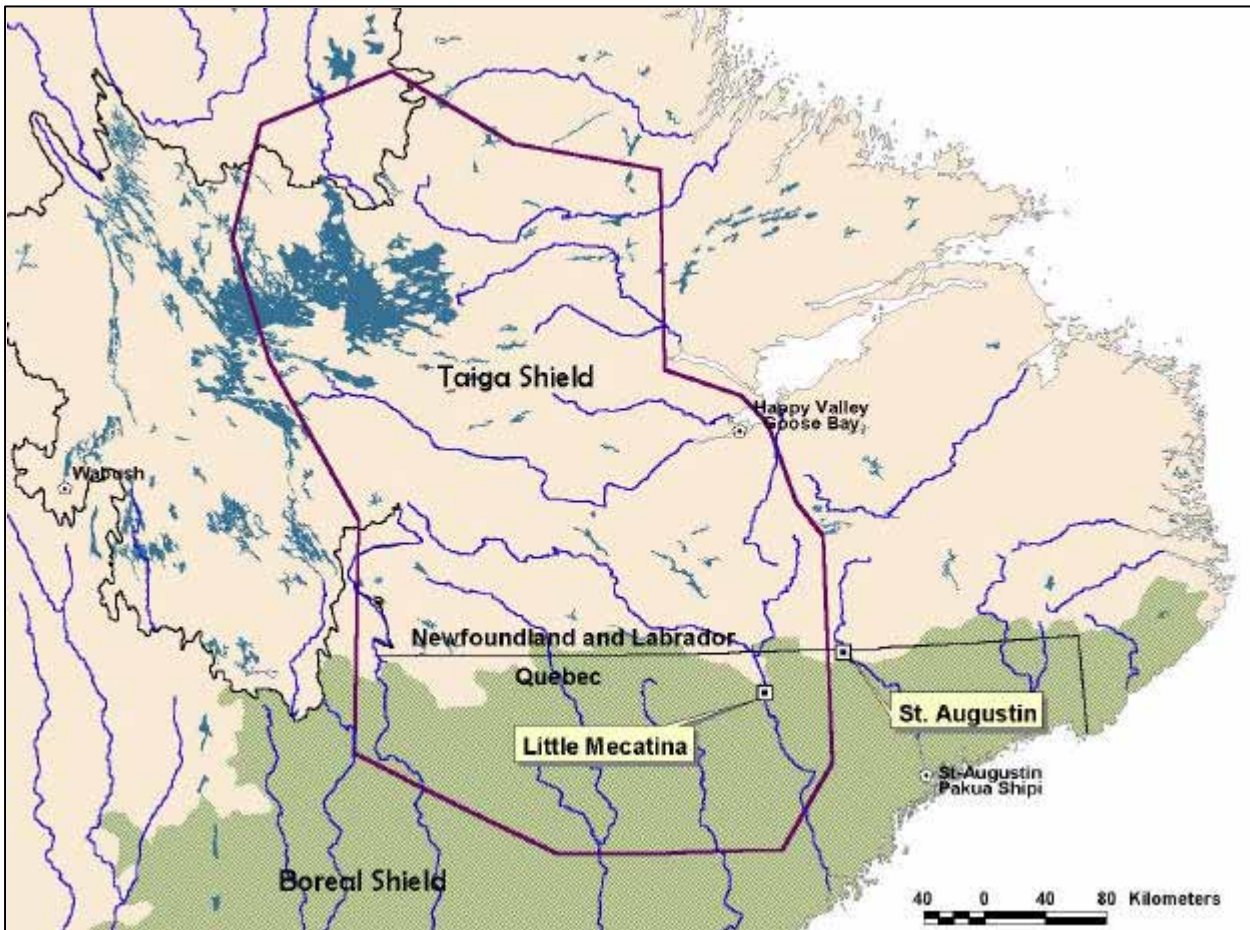 Taiga Shield
Happy Valley
Goose Bay
Wabush
Newfoundland and Labrador
Quebec
St. Augustin
Little Mecatina
St-Augustin
Pakua Shipi
Boreal Shield
40 0 40 80 Kilometers